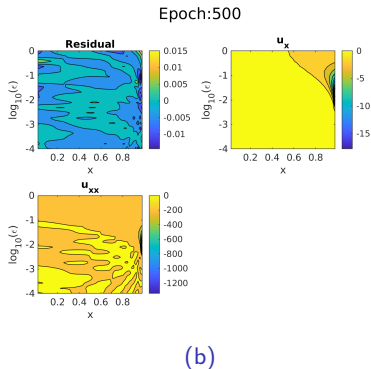 Epoch:500
Residual
0
-1
-2
-3
-4
0.2 0.4 0.6 0.8
x
log10(ϵ)
0.015
0.01
0.005
0
-0.005
-0.01
ux
0
-1
-2
-3
-4
0.2 0.4 0.6 0.8
x
log10(ϵ)
0
-5
-10
-15
uxx
0
-1
-2
-3
-4
0.2 0.4 0.6 0.8
x
log10(ϵ)
0
-200
-400
-600
-800
-1000
-1200
(b)